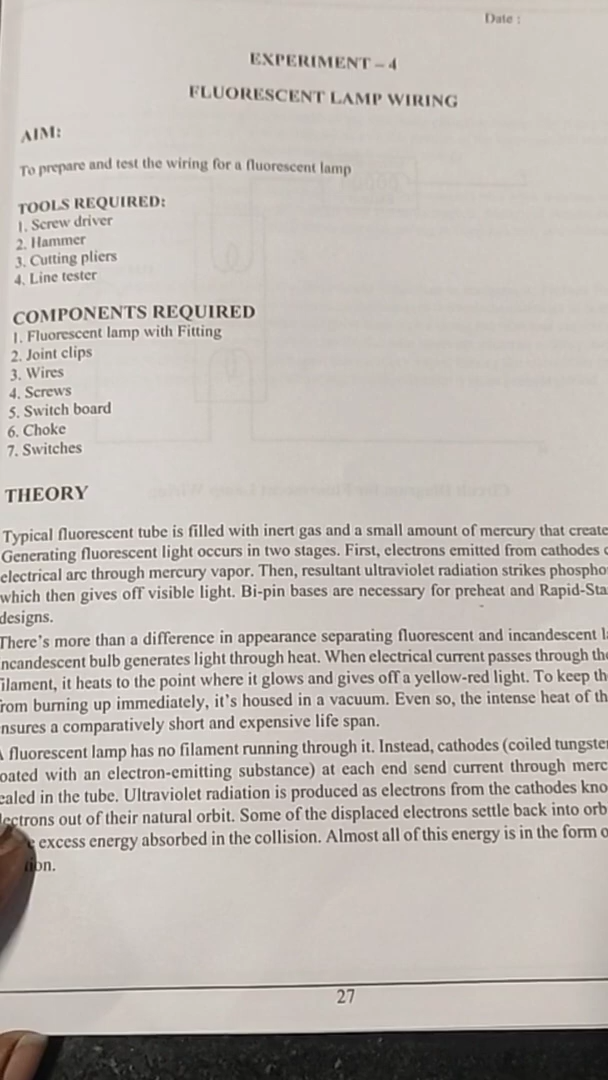 Date :
EXPERIMENT – 4
FLUORESCENT LAMP WIRING
AIM:
To prepare and test the wiring for a fluorescent lamp
TOOLS REQUIRED:
1. Screw driver
2. Hammer
3. Cutting pliers
4. Line tester
COMPONENTS REQUIRED
1. Fluorescent lamp with Fitting
2. Joint clips
3. Wires
4. Screws
5. Switch board
6. Choke
7. Switches
THEORY
Typical fluorescent tube is filled with inert gas and a small amount of mercury that create
Generating fluorescent light occurs in two stages. First, electrons emitted from cathodes
electrical arc through mercury vapor. Then, resultant ultraviolet radiation strikes phospho
which then gives off visible light. Bi-pin bases are necessary for preheat and Rapid-Sta
designs.
There's more than a difference in appearance separating fluorescent and incandescent
ncandescent bulb generates light through heat. When electrical current passes through the
ilament, it heats to the point where it glows and gives off a yellow-red light. To keep th
rom burning up immediately, it's housed in a vacuum. Even so, the intense heat of th
nsures a comparatively short and expensive life span.
fluorescent lamp has no filament running through it. Instead, cathodes (coiled tungste
oated with an electron-emitting substance) at each end send current through merc
ealed in the tube. Ultraviolet radiation is produced as electrons from the cathodes kno
lectrons out of their natural orbit. Some of the displaced electrons settle back into orb
excess energy absorbed in the collision. Almost all of this energy is in the form
ion.
27